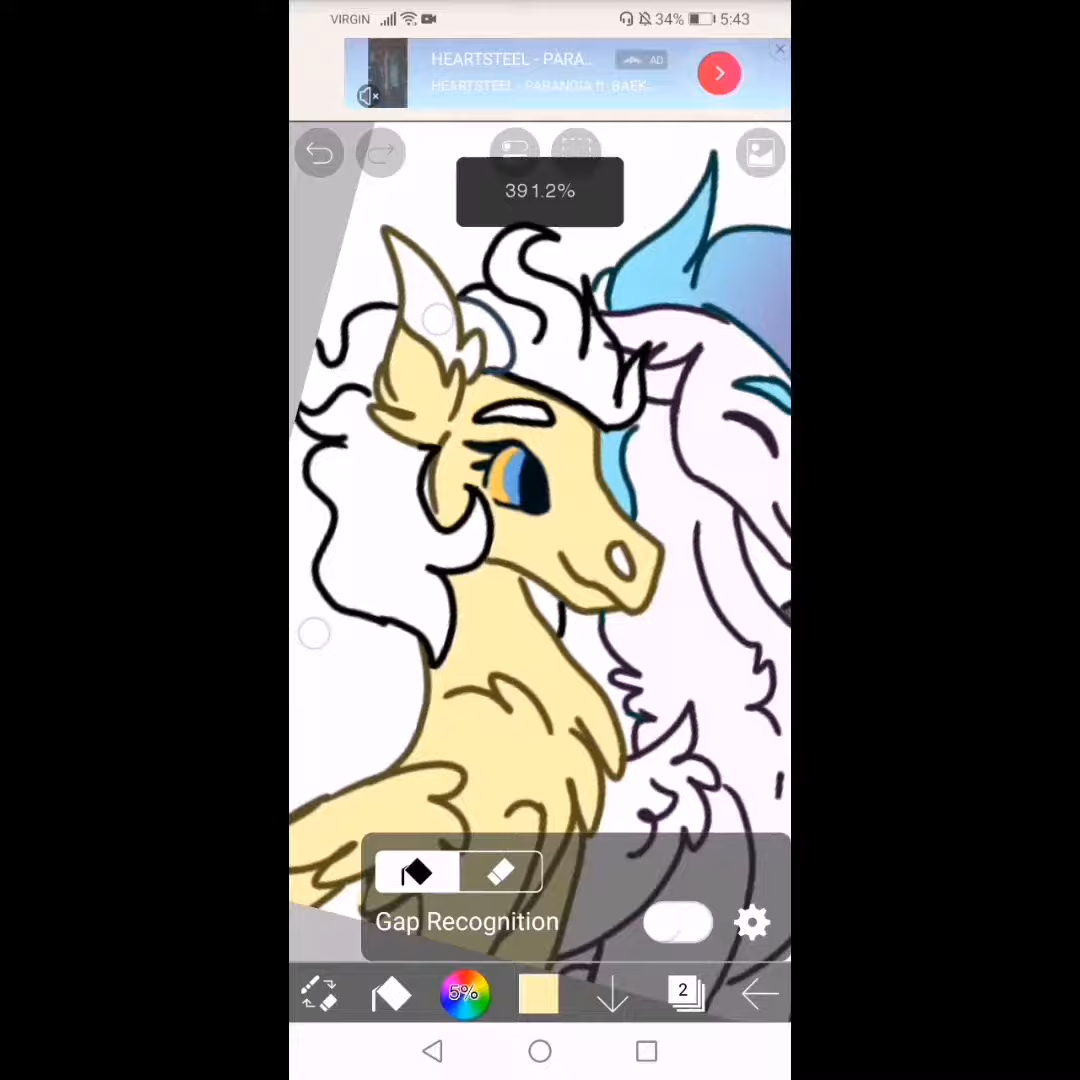 VIRGIN 34% 5:43
HEARTSTEEL - PARA... AD
HEARTSTEEL - PARANOIA ft. BAEK...
391.2%
Gap Recognition
5% 2